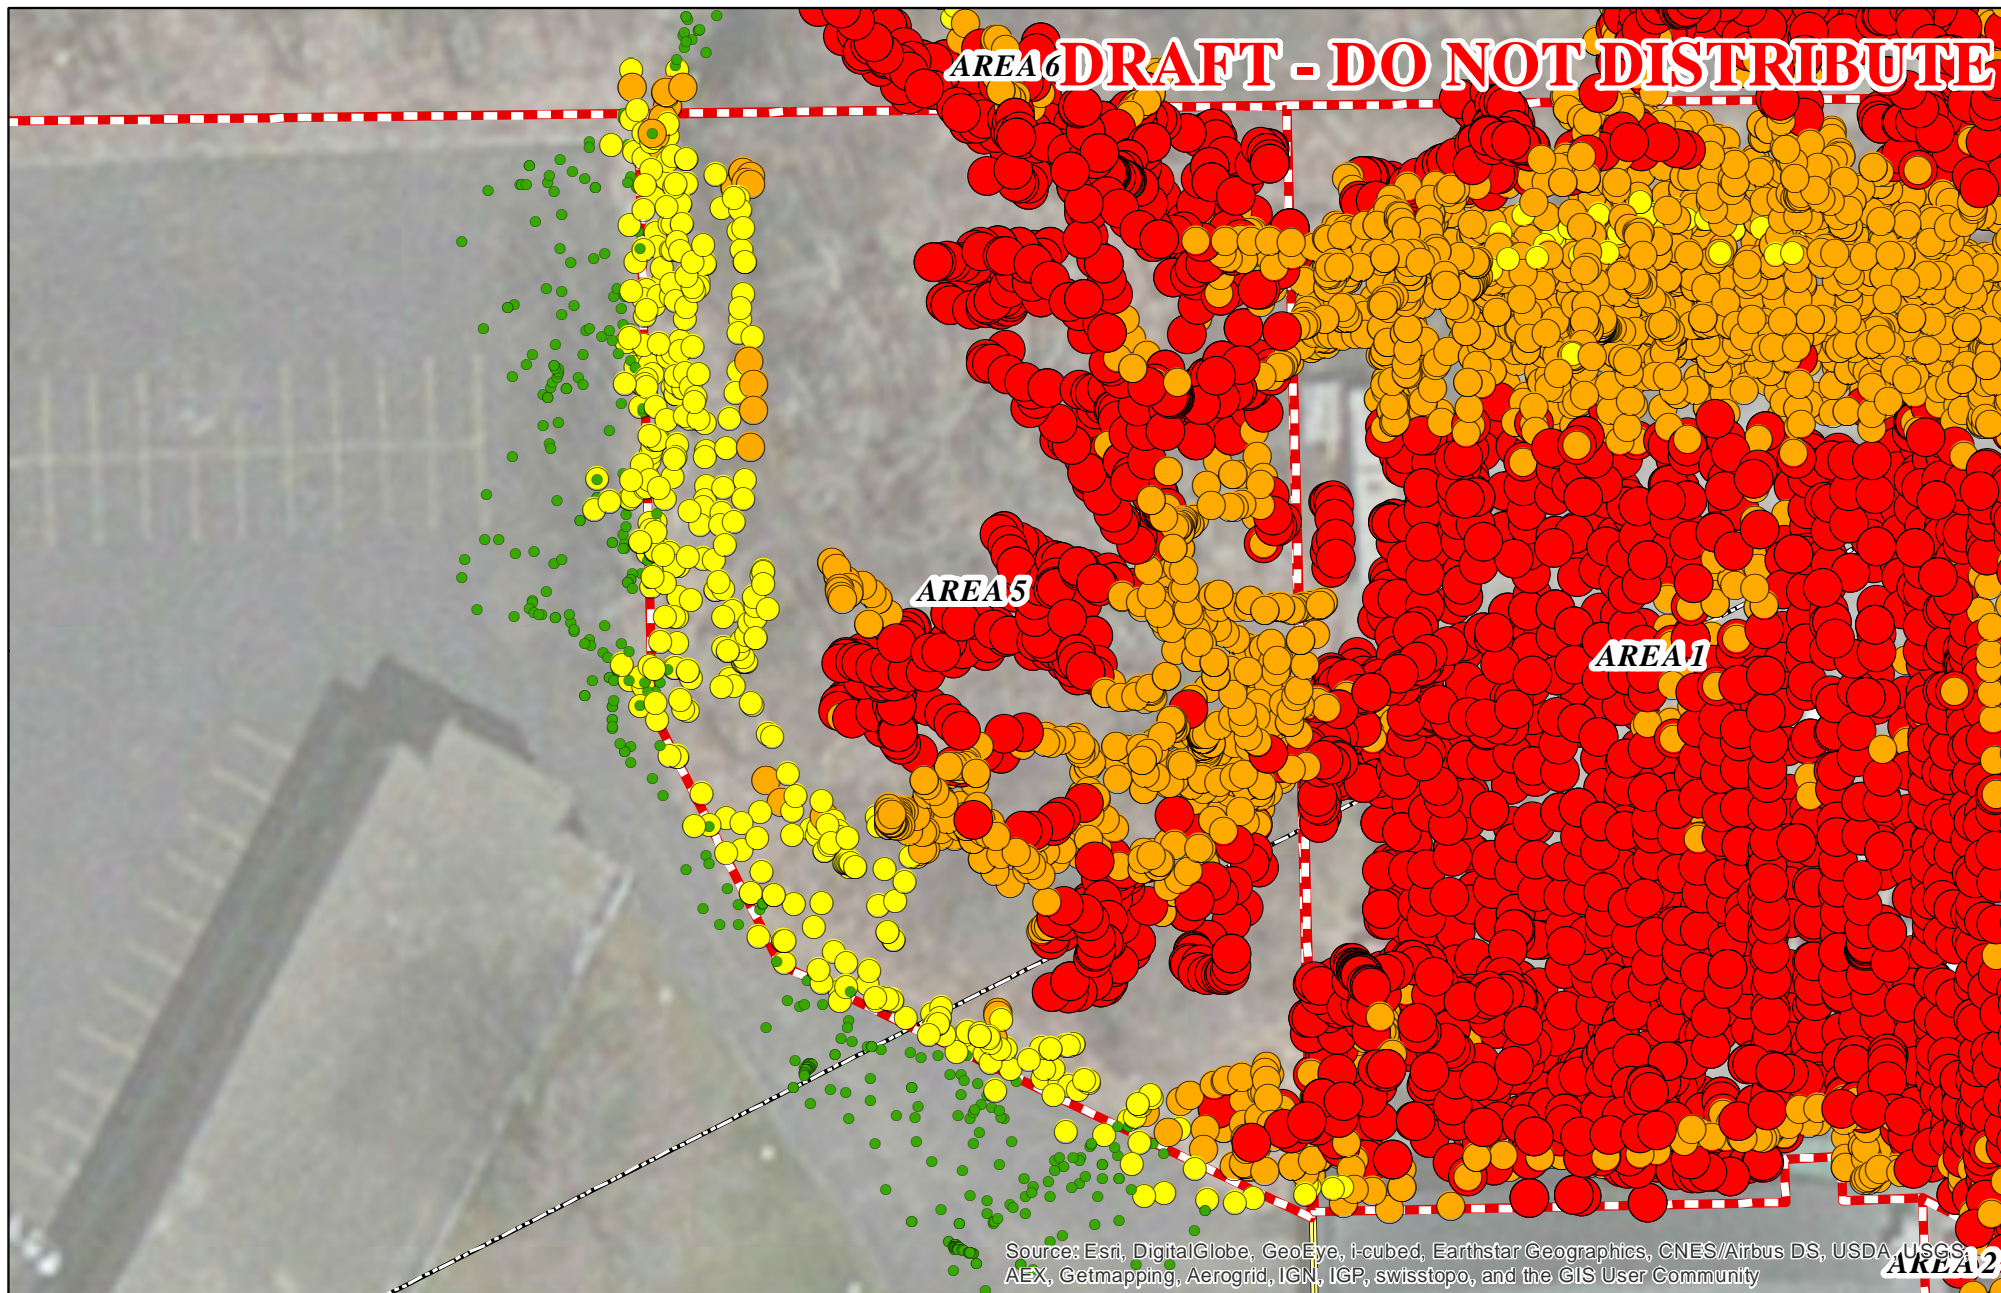 AREA 6
DRAFT - DO NOT DISTRIBUTE
AREA 5
AREA 1
Source: Esri, DigitalGlobe, GeoEye, i-cubed, Earthstar Geographics, CNES/Airbus DS, USDA, USGS,
AEX, Getmapping, Aerogrid, IGN, IGP, swisstopo, and the GIS User Community
AREA 2